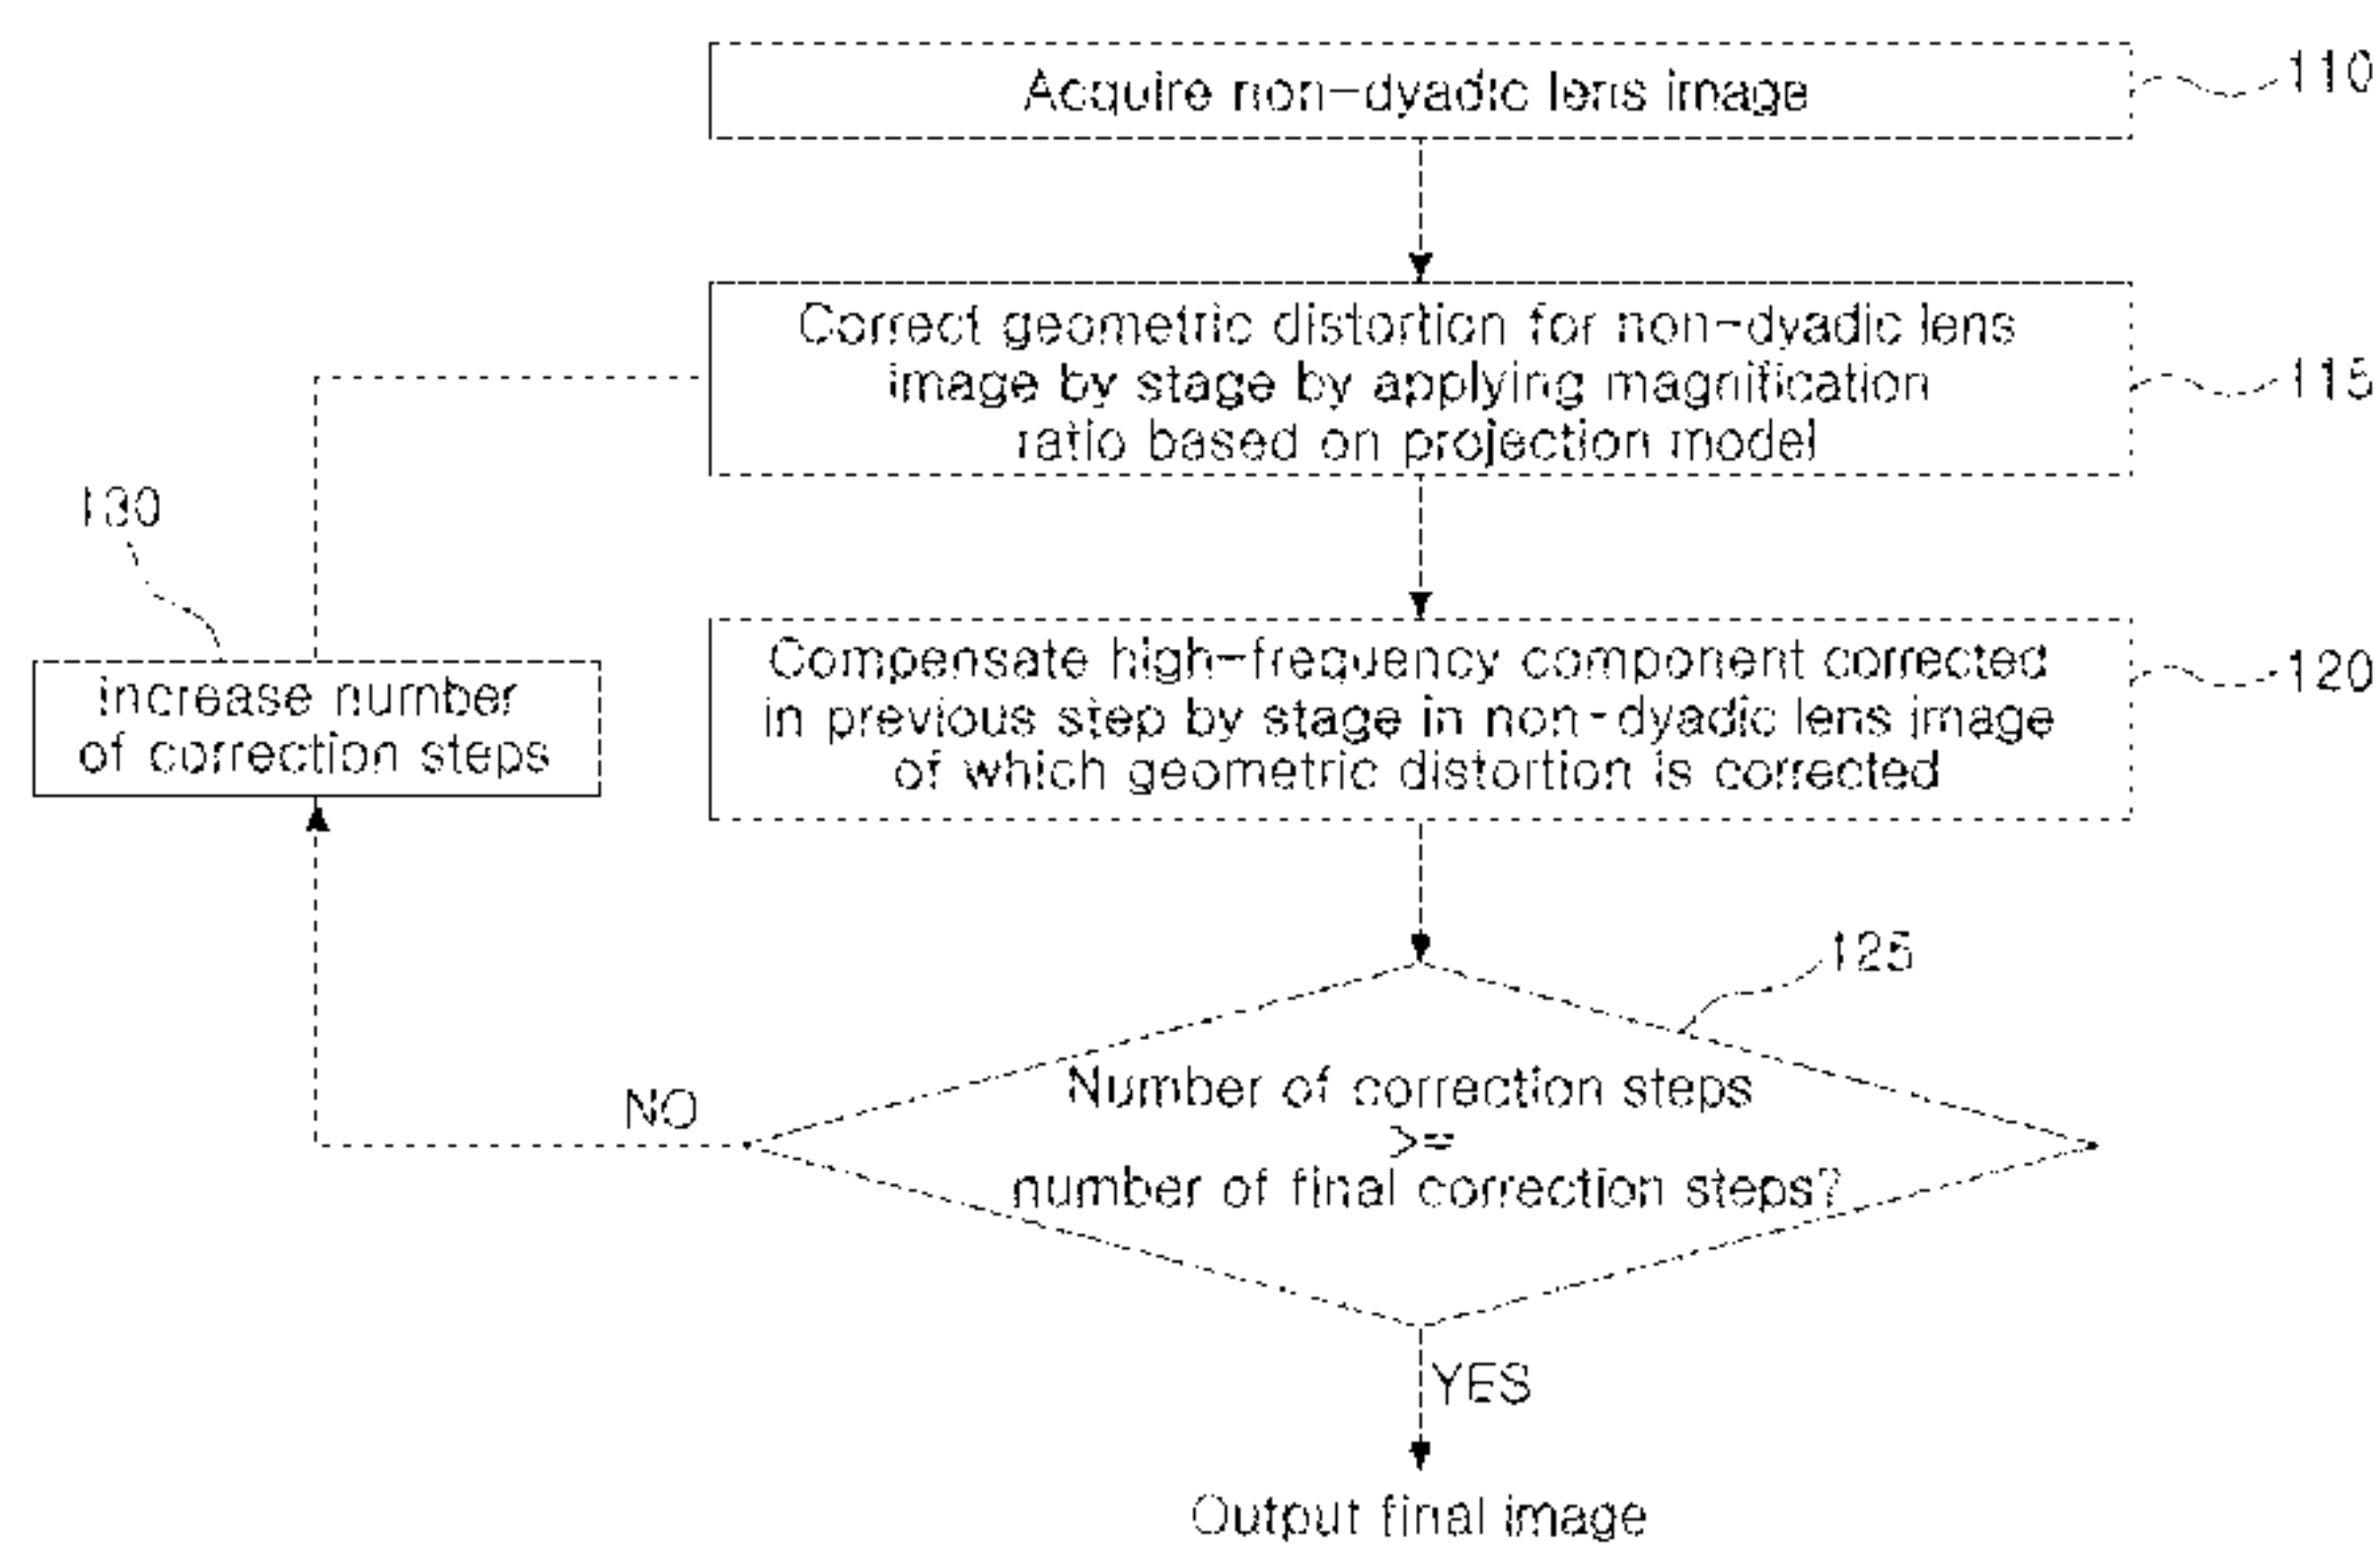 Acquire non-dyadic lens image
110
Correct geometric distortion for non-dyadic lens
image by stage by applying magnification
ratio based on projection model
115
130
Increase number
of correction steps
Compensate high-frequency component corrected
in previous step by stage in non-dyadic lens image
of which geometric distortion is corrected
120
125
Number of correction steps
>=
number of final correction steps?
NO
YES
Output final image